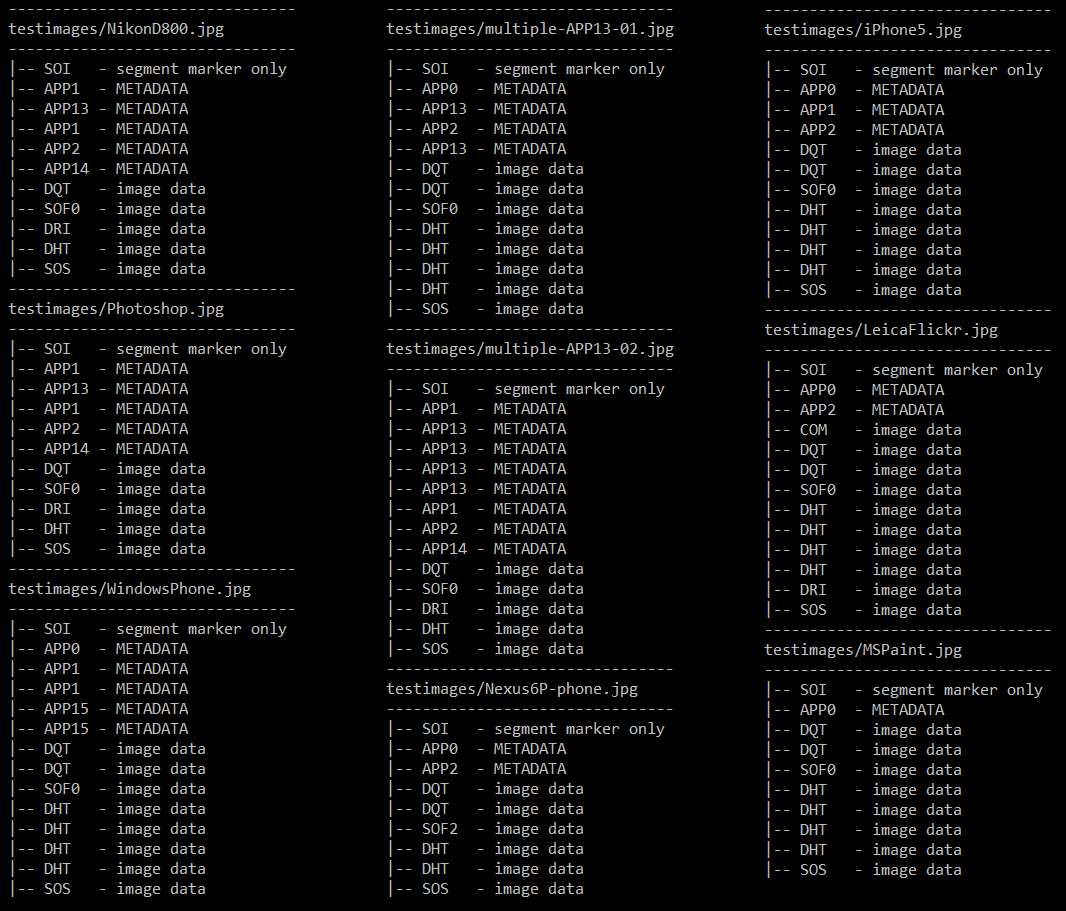 --------------------------------
testimages/NikonD800.jpg
--------------------------------
|-- SOI   - segment marker only
|-- APP1  - METADATA
|-- APP13 - METADATA
|-- APP1  - METADATA
|-- APP2  - METADATA
|-- APP14 - METADATA
|-- DQT   - image data
|-- SOF0  - image data
|-- DRI   - image data
|-- DHT   - image data
|-- SOS   - image data
--------------------------------
testimages/Photoshop.jpg
--------------------------------
|-- SOI   - segment marker only
|-- APP1  - METADATA
|-- APP13 - METADATA
|-- APP1  - METADATA
|-- APP2  - METADATA
|-- APP14 - METADATA
|-- DQT   - image data
|-- SOF0  - image data
|-- DRI   - image data
|-- DHT   - image data
|-- SOS   - image data
--------------------------------
testimages/WindowsPhone.jpg
--------------------------------
|-- SOI   - segment marker only
|-- APP0  - METADATA
|-- APP1  - METADATA
|-- APP1  - METADATA
|-- APP15 - METADATA
|-- APP15 - METADATA
|-- DQT   - image data
|-- DQT   - image data
|-- SOF0  - image data
|-- DHT   - image data
|-- DHT   - image data
|-- DHT   - image data
|-- DHT   - image data
|-- SOS   - image data
--------------------------------
testimages/multiple-APP13-01.jpg
--------------------------------
|-- SOI   - segment marker only
|-- APP0  - METADATA
|-- APP13 - METADATA
|-- APP2  - METADATA
|-- APP13 - METADATA
|-- DQT   - image data
|-- DQT   - image data
|-- SOF0  - image data
|-- DHT   - image data
|-- DHT   - image data
|-- DHT   - image data
|-- DHT   - image data
|-- SOS   - image data
--------------------------------
testimages/multiple-APP13-02.jpg
--------------------------------
|-- SOI   - segment marker only
|-- APP1  - METADATA
|-- APP13 - METADATA
|-- APP13 - METADATA
|-- APP13 - METADATA
|-- APP13 - METADATA
|-- APP1  - METADATA
|-- APP2  - METADATA
|-- APP14 - METADATA
|-- DQT   - image data
|-- SOF0  - image data
|-- DRI   - image data
|-- DHT   - image data
|-- SOS   - image data
--------------------------------
testimages/Nexus6P-phone.jpg
--------------------------------
|-- SOI   - segment marker only
|-- APP0  - METADATA
|-- APP2  - METADATA
|-- DQT   - image data
|-- DQT   - image data
|-- SOF2  - image data
|-- DHT   - image data
|-- DHT   - image data
|-- SOS   - image data
--------------------------------
testimages/iPhone5.jpg
--------------------------------
|-- SOI   - segment marker only
|-- APP0  - METADATA
|-- APP1  - METADATA
|-- APP2  - METADATA
|-- DQT   - image data
|-- DQT   - image data
|-- SOF0  - image data
|-- DHT   - image data
|-- DHT   - image data
|-- DHT   - image data
|-- DHT   - image data
|-- SOS   - image data
--------------------------------
testimages/LeicaFlickr.jpg
--------------------------------
|-- SOI   - segment marker only
|-- APP0  - METADATA
|-- APP2  - METADATA
|-- COM   - image data
|-- DQT   - image data
|-- DQT   - image data
|-- SOF0  - image data
|-- DHT   - image data
|-- DHT   - image data
|-- DHT   - image data
|-- DHT   - image data
|-- DRI   - image data
|-- SOS   - image data
--------------------------------
testimages/MSPaint.jpg
--------------------------------
|-- SOI   - segment marker only
|-- APP0  - METADATA
|-- DQT   - image data
|-- DQT   - image data
|-- SOF0  - image data
|-- DHT   - image data
|-- DHT   - image data
|-- DHT   - image data
|-- DHT   - image data
|-- SOS   - image data